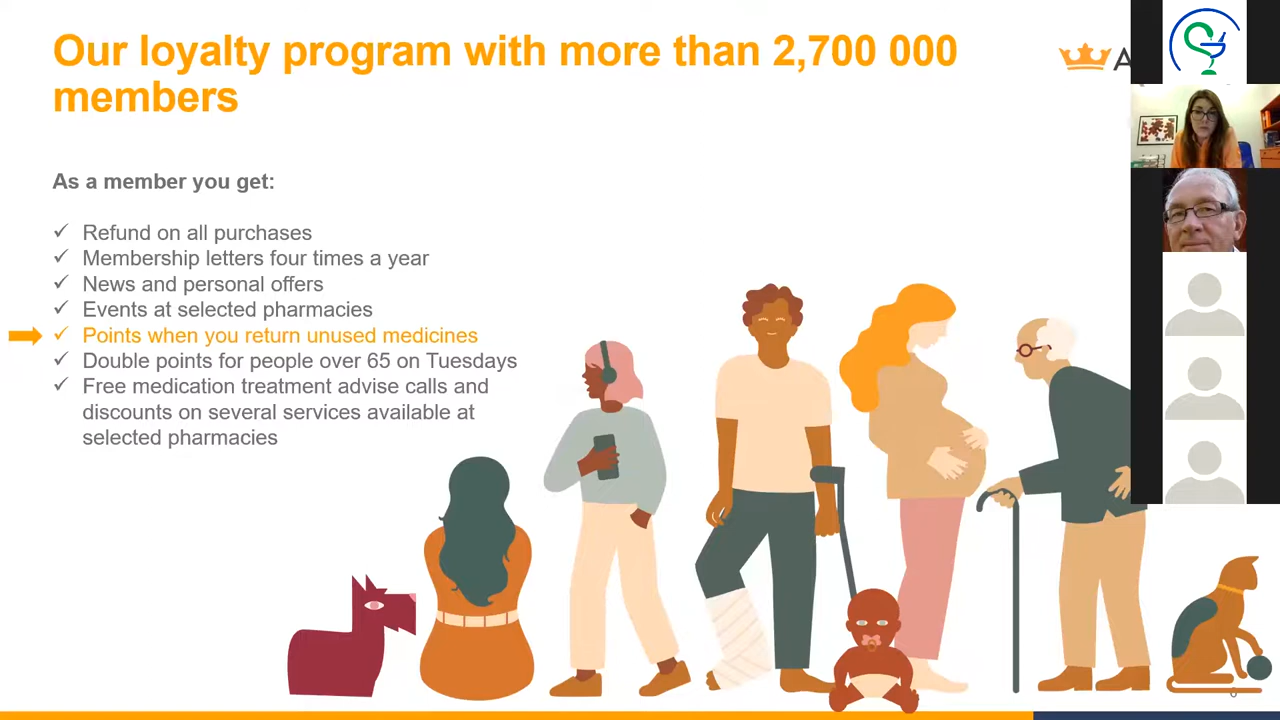 Our loyalty program with more than 2,700 000
members
As a member you get:
✓ Refund on all purchases
✓ Membership letters four times a year
✓ News and personal offers
✓ Events at selected pharmacies
✓ Points when you return unused medicines
✓ Double points for people over 65 on Tuesdays
✓ Free medication treatment advise calls and
discounts on several services available at
selected pharmacies